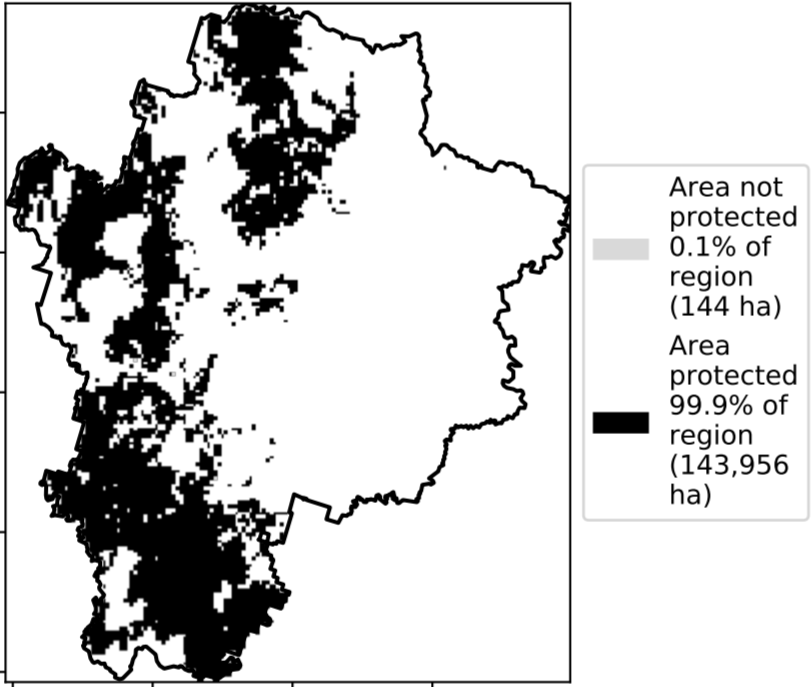 Area not
protected
0.1% of
region
(144 ha)
Area
protected
99.9% of
region
(143,956
ha)